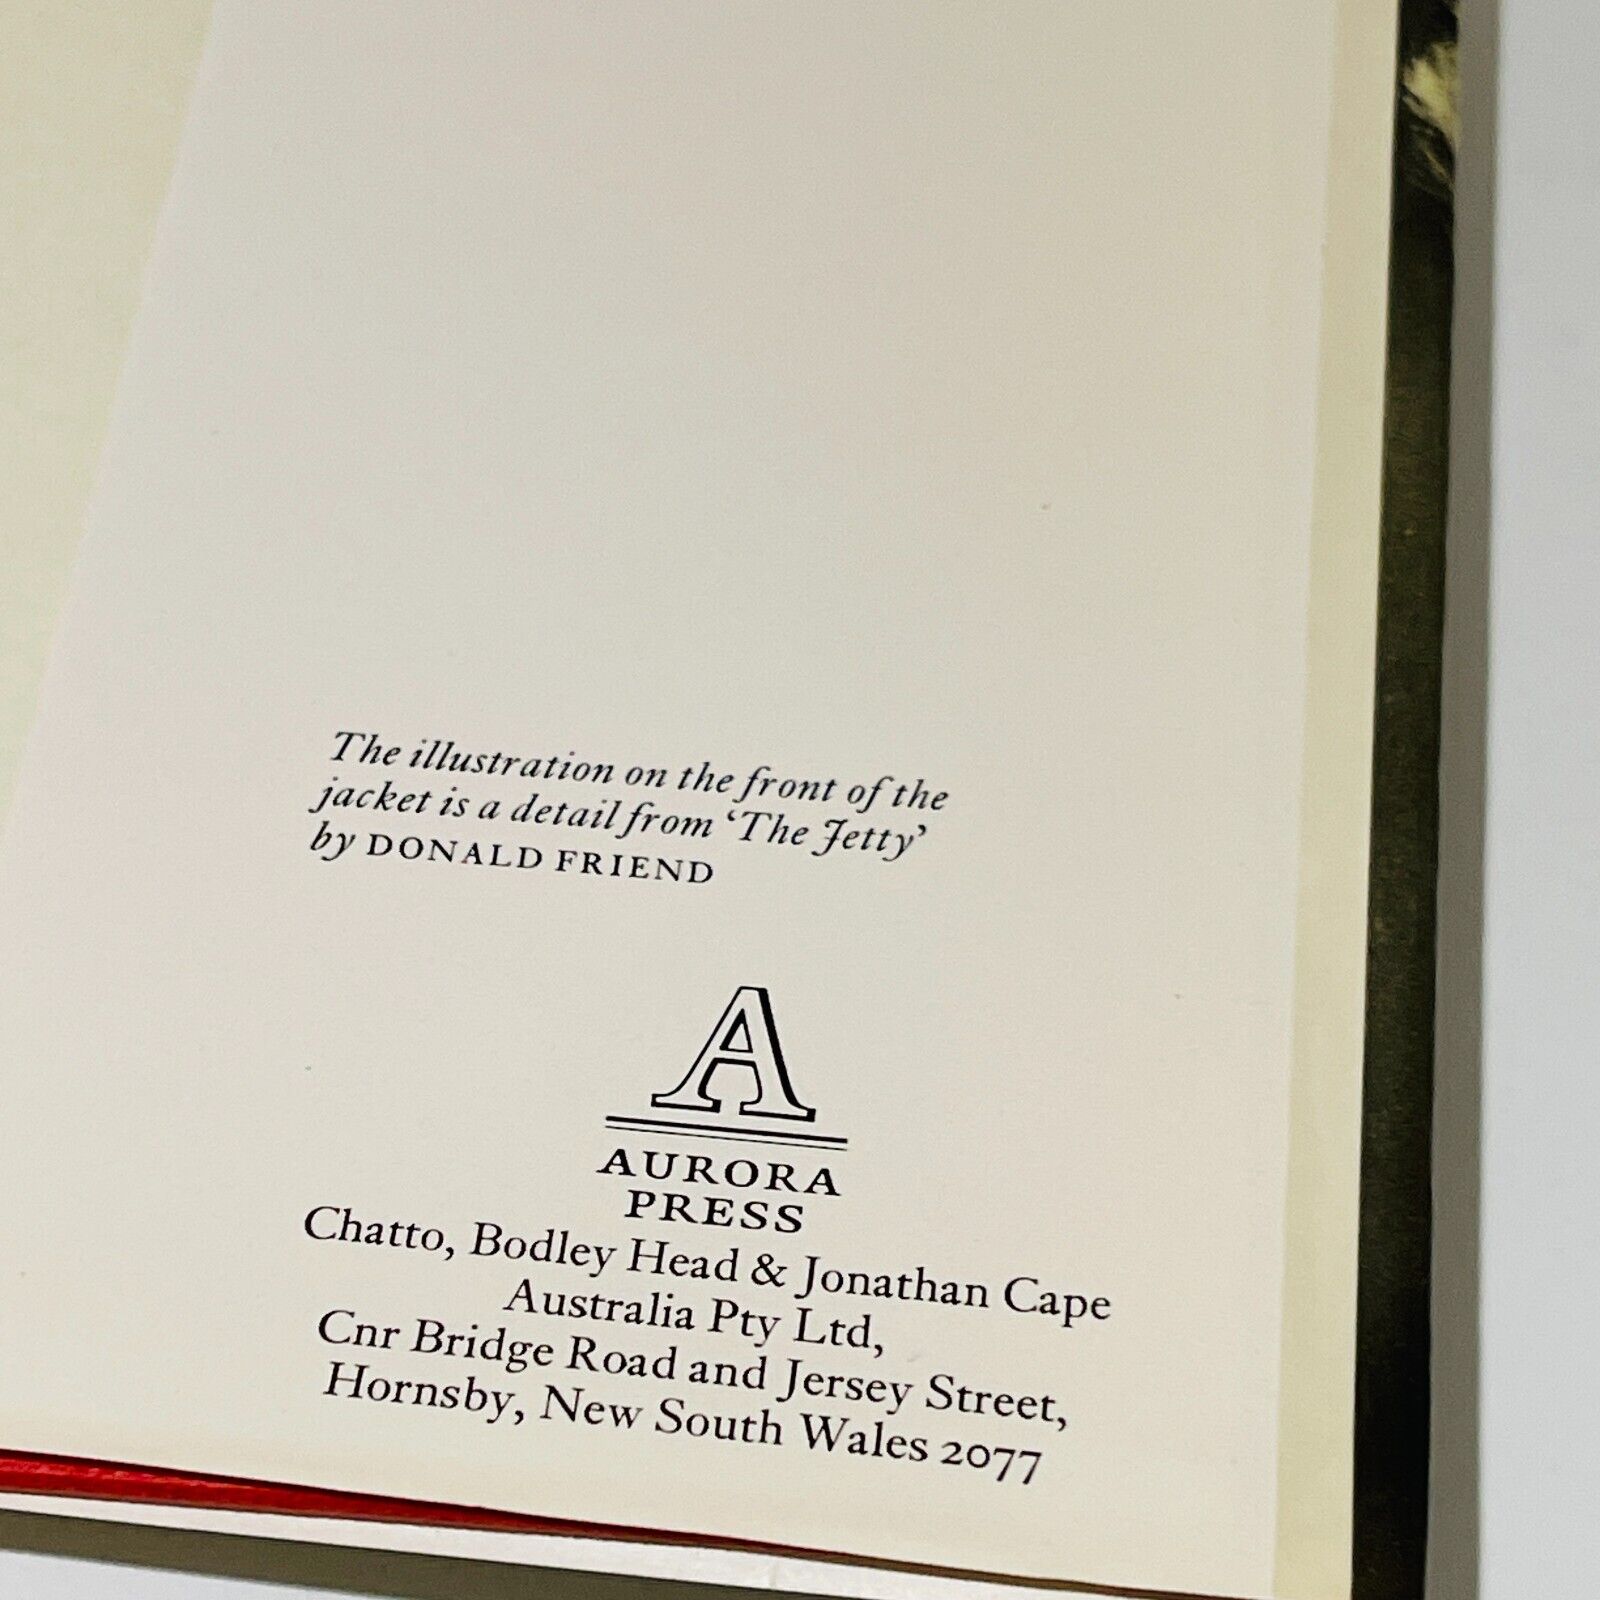 The illustration on the front of the
jacket is a detail from ‘The Jetty’
by DONALD FRIEND
A
AURORA
PRESS
Chatto, Bodley Head & Jonathan Cape
Australia Pty Ltd,
Cnr Bridge Road and Jersey Street,
Hornsby, New South Wales 2077